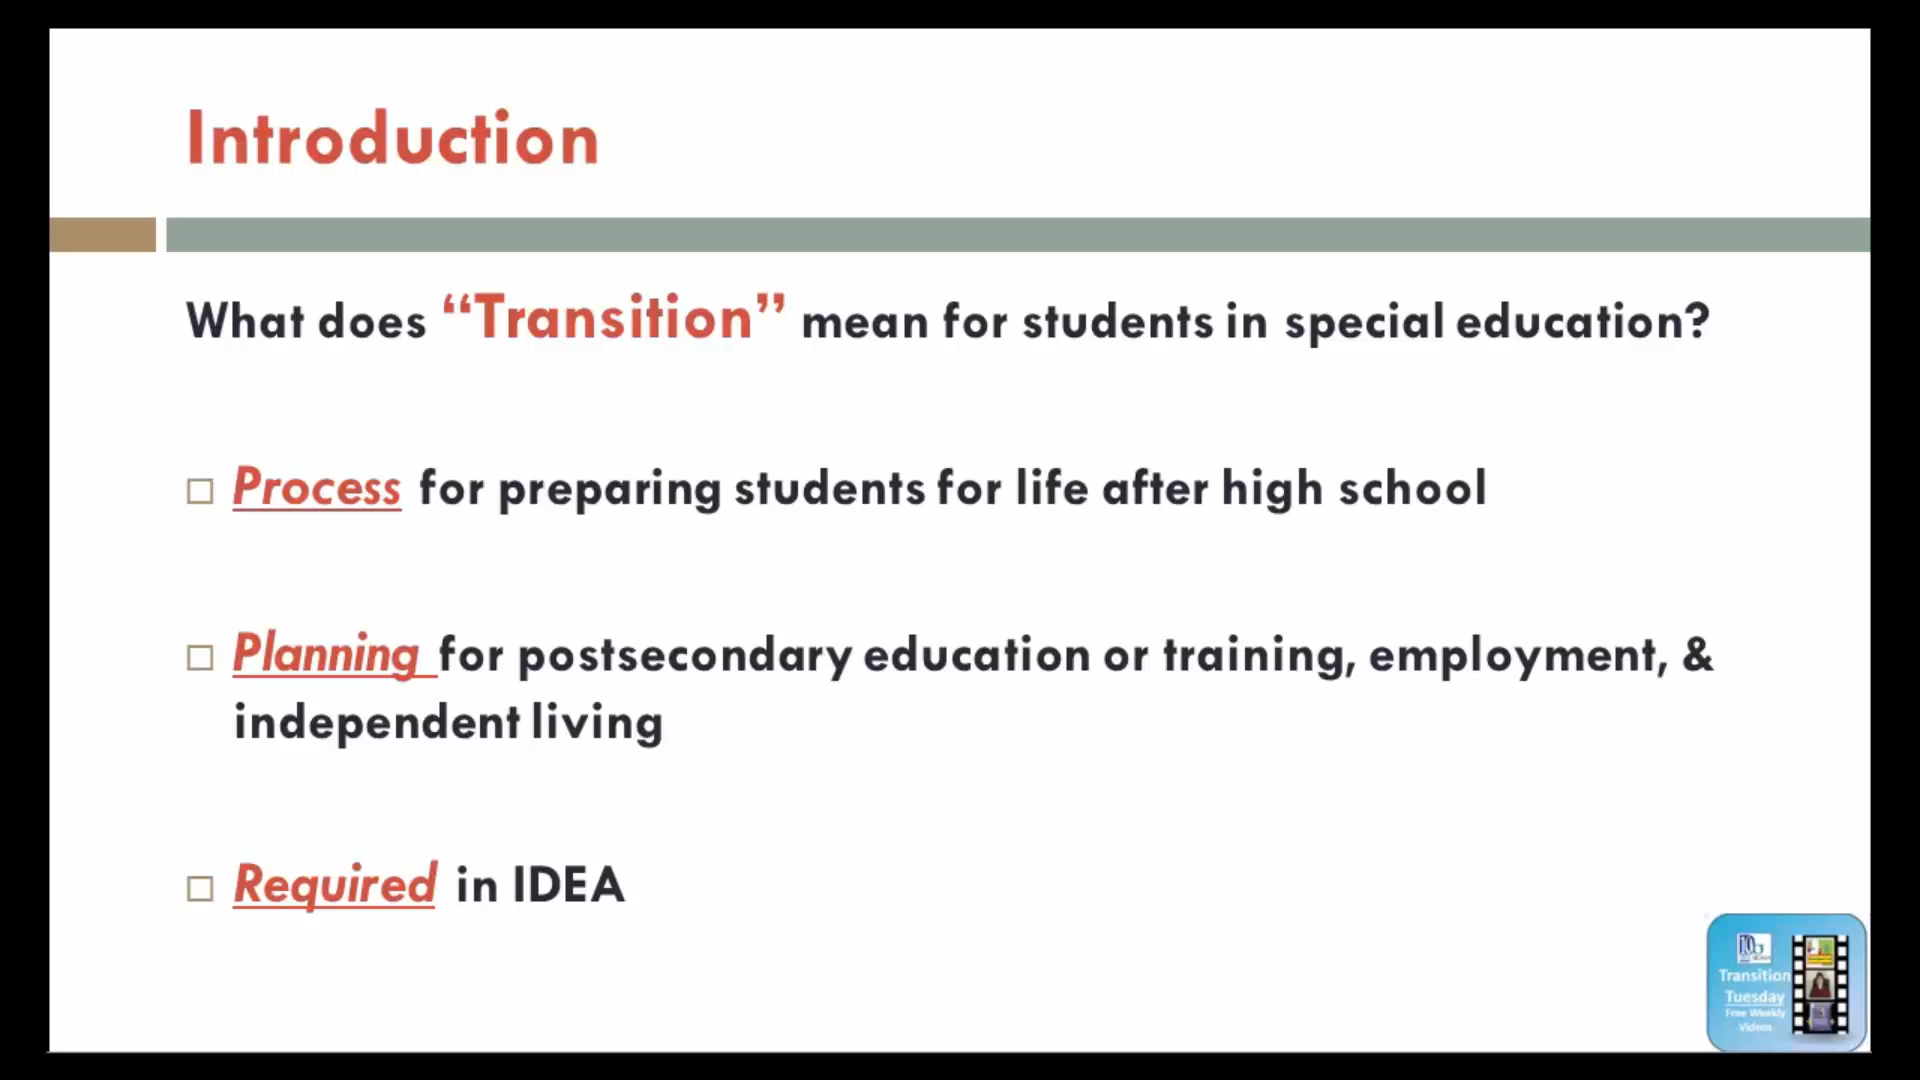 Introduction
What does “Transition” mean for students in special education?
Process for preparing students for life after high school
Planning for postsecondary education or training, employment, &
independent living
Required in IDEA
Transition
Tuesday
Free Weekly
Videos